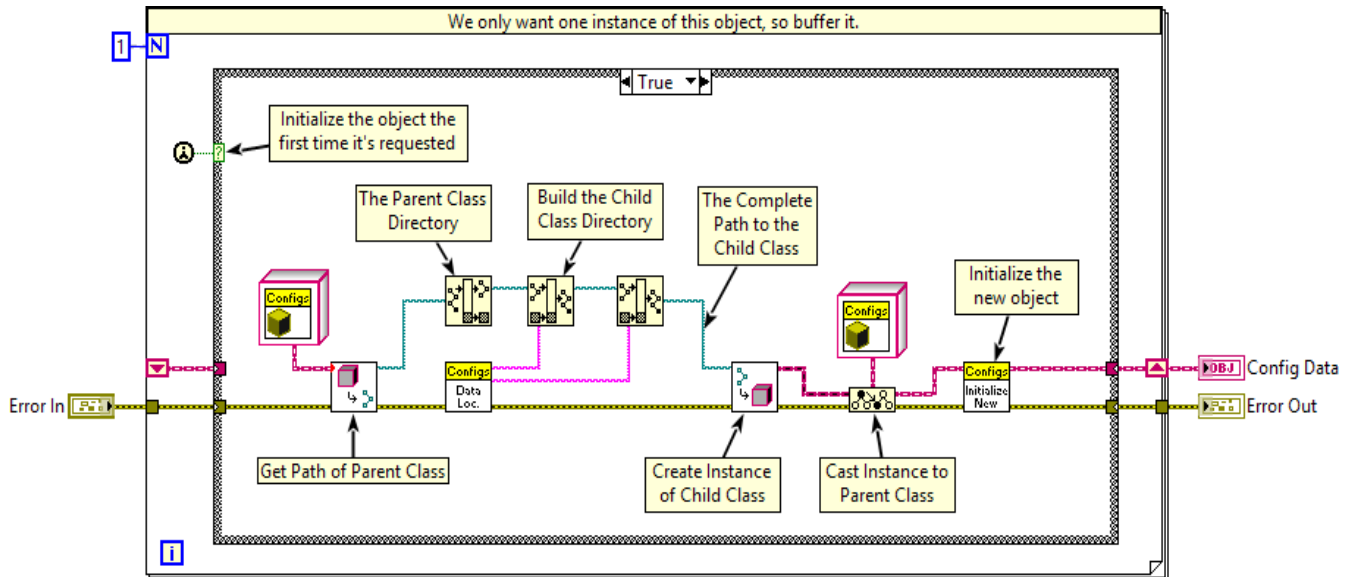 We only want one instance of this object, so buffer it.
1
N
True
Initialize the object the
first time it's requested
?
The Parent Class
Directory
Build the Child
Class Directory
The Complete
Path to the
Child Class
Initialize the
new object
Configs
Configs
Configs
Data
Loc.
Configs
Initialize
New
OBJ
Config Data
Error In
Error Out
Get Path of Parent Class
Create Instance
of Child Class
Cast Instance to
Parent Class
i